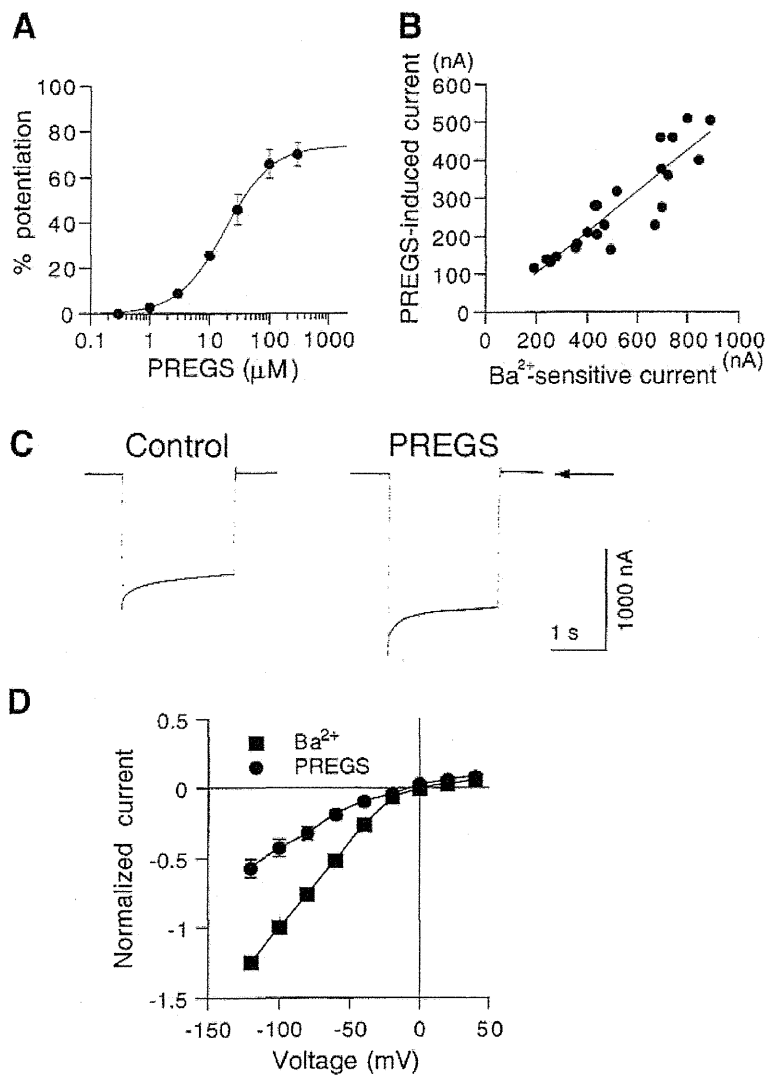 A
% potentiation
100
80
60
40
20
0
0.1 1 10 100 1000
PREGS (μM)
B
PREGS-induced current (nA)
600
500
400
300
200
100
0
0 200 400 600 800 1000
Ba2+-sensitive current (nA)
C
Control PREGS
1000 nA
1 s
D
Normalized current
0.5
0
-0.5
-1
-1.5
Ba2+
PREGS
-150 -100 -50 0 50
Voltage (mV)